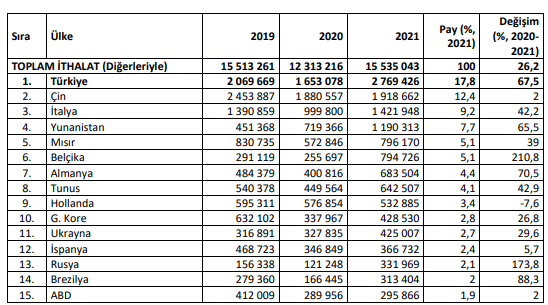 Sıra Ülke 2019 2020 2021 Pay (%, 2021) Değişim (%, 2020-2021)
TOPLAM İTHALAT (Diğerleriyle) 15 513 261 12 313 216 15 535 043 100 26,2
1. Türkiye 2 069 669 1 653 078 2 769 426 17,8 67,5
2. Çin 2 453 887 1 880 557 1 918 662 12,4 2
3. İtalya 1 390 859 999 800 1 421 948 9,2 42,2
4. Yunanistan 451 368 719 366 1 190 313 7,7 65,5
5. Mısır 830 735 572 846 796 170 5,1 39
6. Belçika 291 119 255 697 794 726 5,1 210,8
7. Almanya 484 379 400 816 683 504 4,4 70,5
8. Tunus 540 378 449 564 642 507 4,1 42,9
9. Hollanda 595 311 576 854 532 885 3,4 -7,6
10. G. Kore 632 102 337 967 428 530 2,8 26,8
11. Ukrayna 316 891 327 835 425 007 2,7 29,6
12. İspanya 468 723 346 849 366 732 2,4 5,7
13. Rusya 156 338 121 248 331 969 2,1 173,8
14. Brezilya 279 360 166 445 313 404 2 88,3
15. ABD 412 009 289 956 295 866 1,9 2